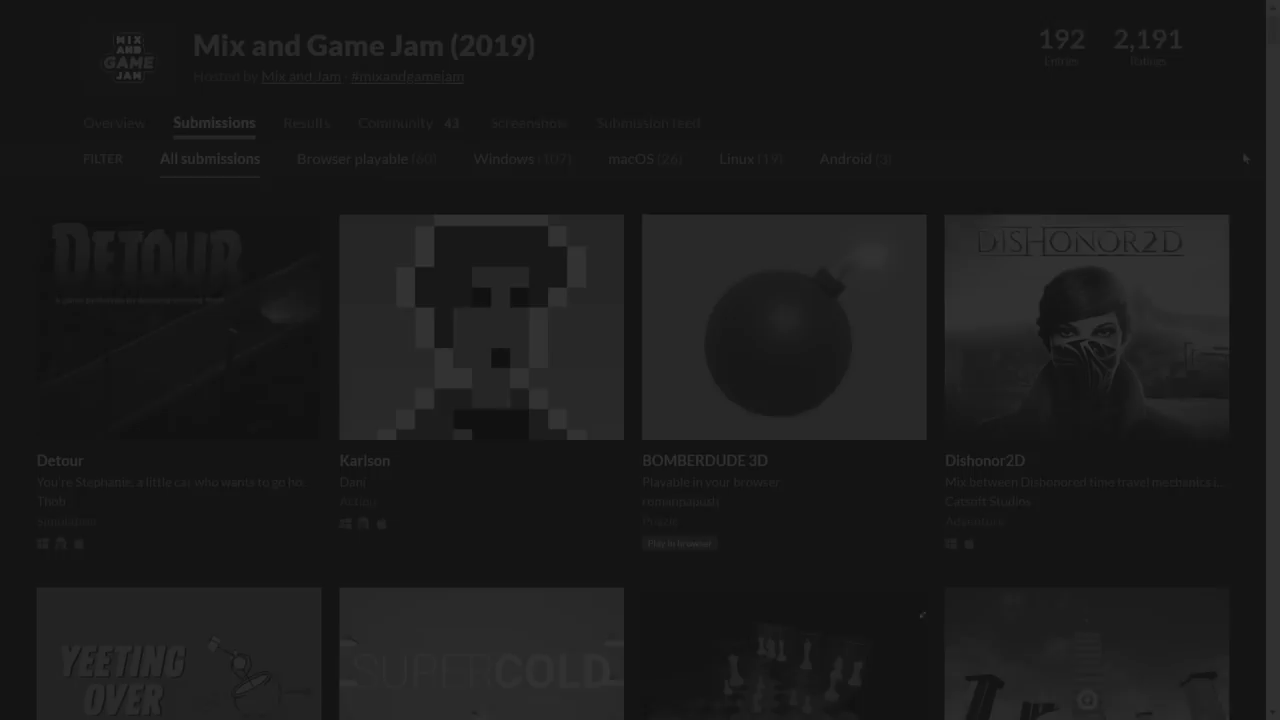 MIX
AND
GAME
JAM
Mix and Game Jam (2019)
Hosted by Mix and Jam · #mixandgamejam
192
Entries
2,191
Ratings
Overview
Submissions
Results
Community 43
Screenshots
Submission feed
FILTER
All submissions
Browser playable (60)
Windows (107)
macOS (26)
Linux (19)
Android (3)
DETOUR
DISHONOR2D
Detour
You're Stephanie, a little car who wants to go ho
Simulation
Karlson
Dani
Action
BOMBERDUDE 3D
Playable in your browser
Puzzle
Play in browser
Dishonor2D
Mix between Dishonored time travel mechanics i...
Catsoft Studios
Adventure
YEETING
OVER
SUPERCOLD